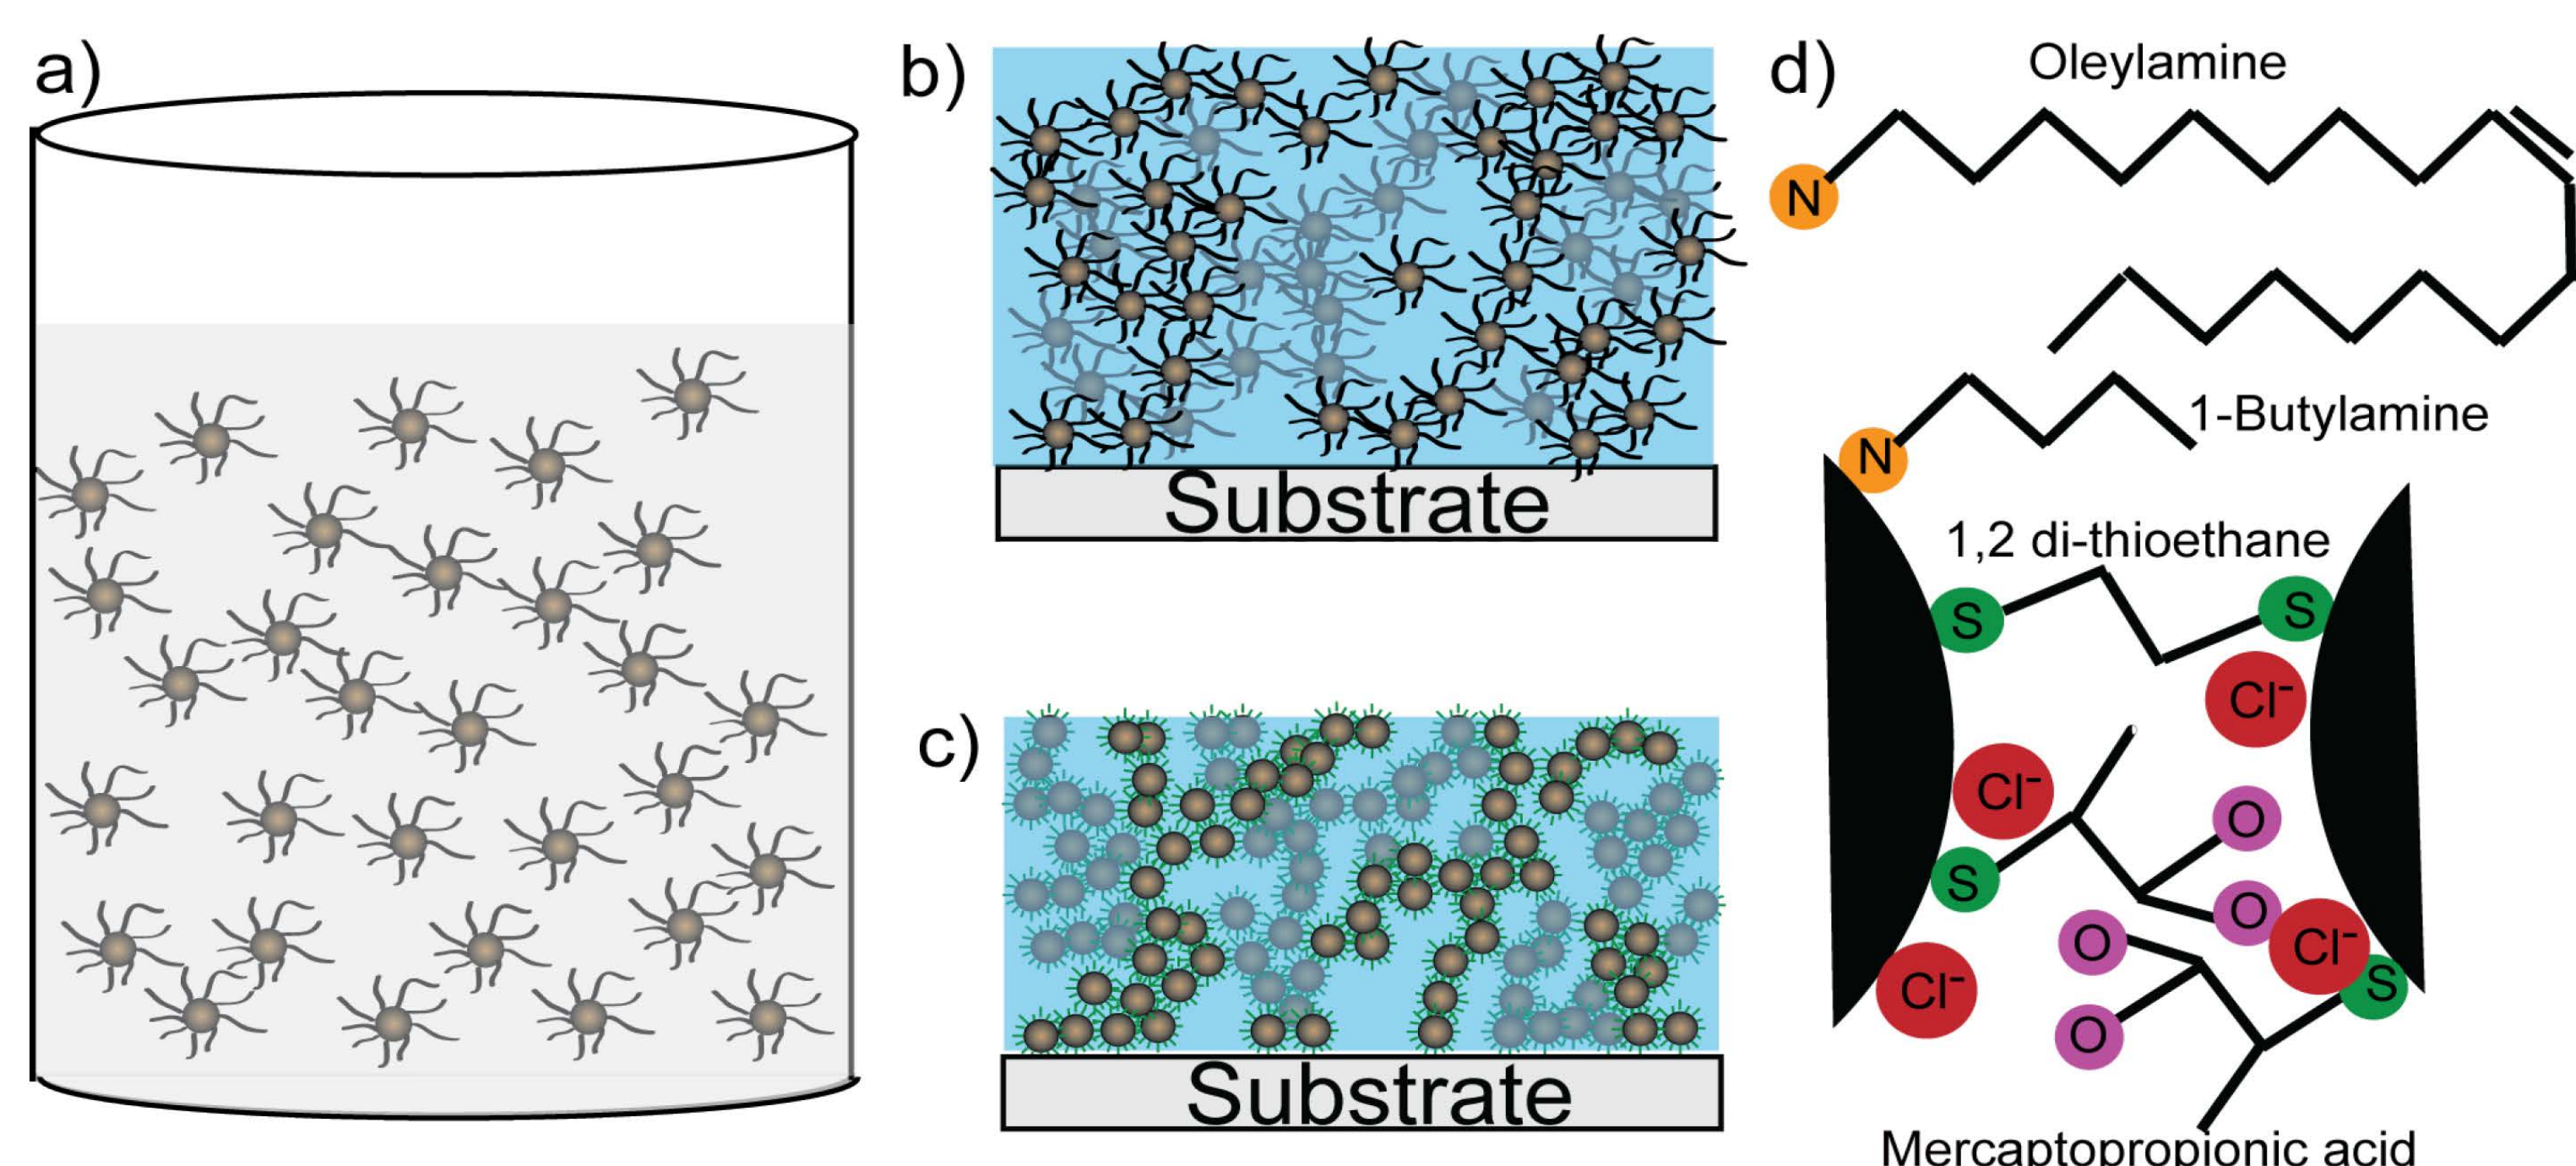 a)
b)
Substrate
c)
Substrate
d)
Oleylamine
N
1-Butylamine
N
1,2 di-thioethane
S
S
Cl⁻
Cl⁻
O
S
O
O
Cl⁻
Cl⁻
S
O
Mercaptopropionic acid